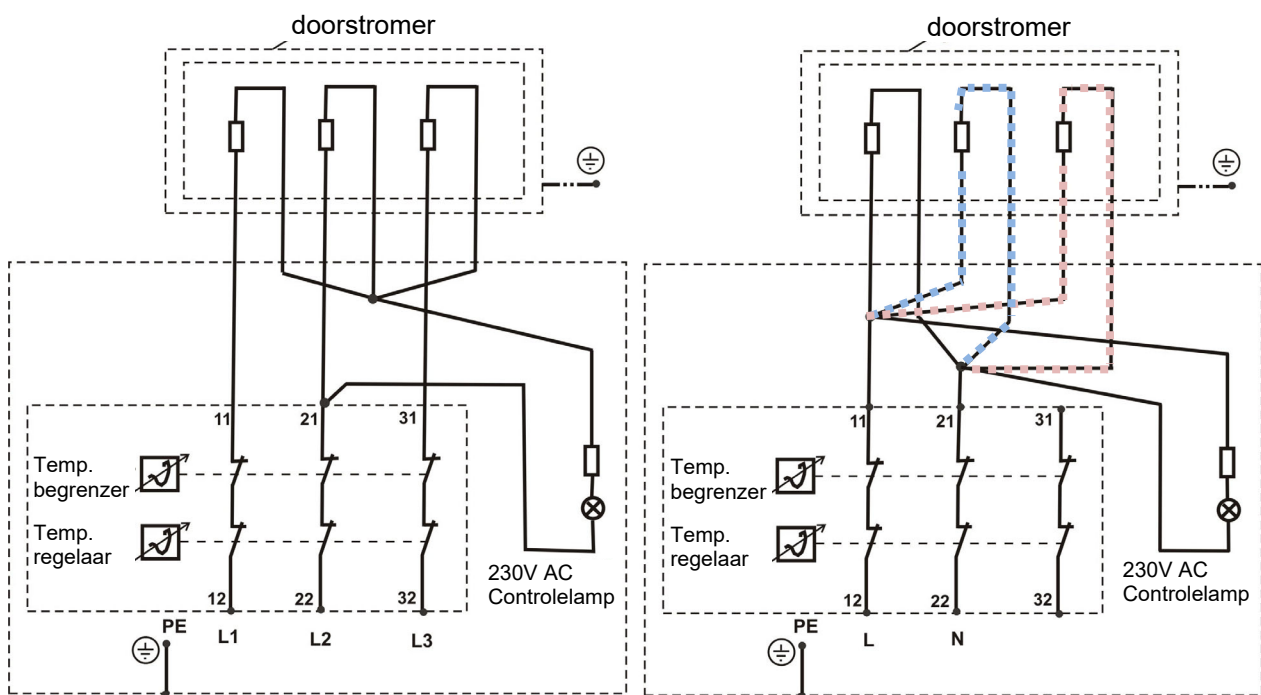 doorstromer
11
21
31
Temp.
begrenzer
Temp.
regelaar
230V AC
Controlelamp
12
22
32
PE
L1
L2
L3
doorstromer
11
21
31
Temp.
begrenzer
Temp.
regelaar
230V AC
Controlelamp
12
22
32
PE
L
N